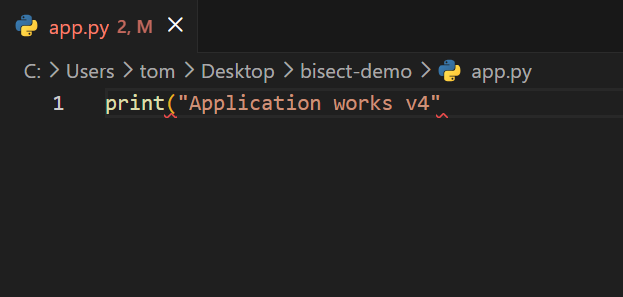 app.py 2, M
C: > Users > tom > Desktop > bisect-demo > app.py
1 print("Application works v4"